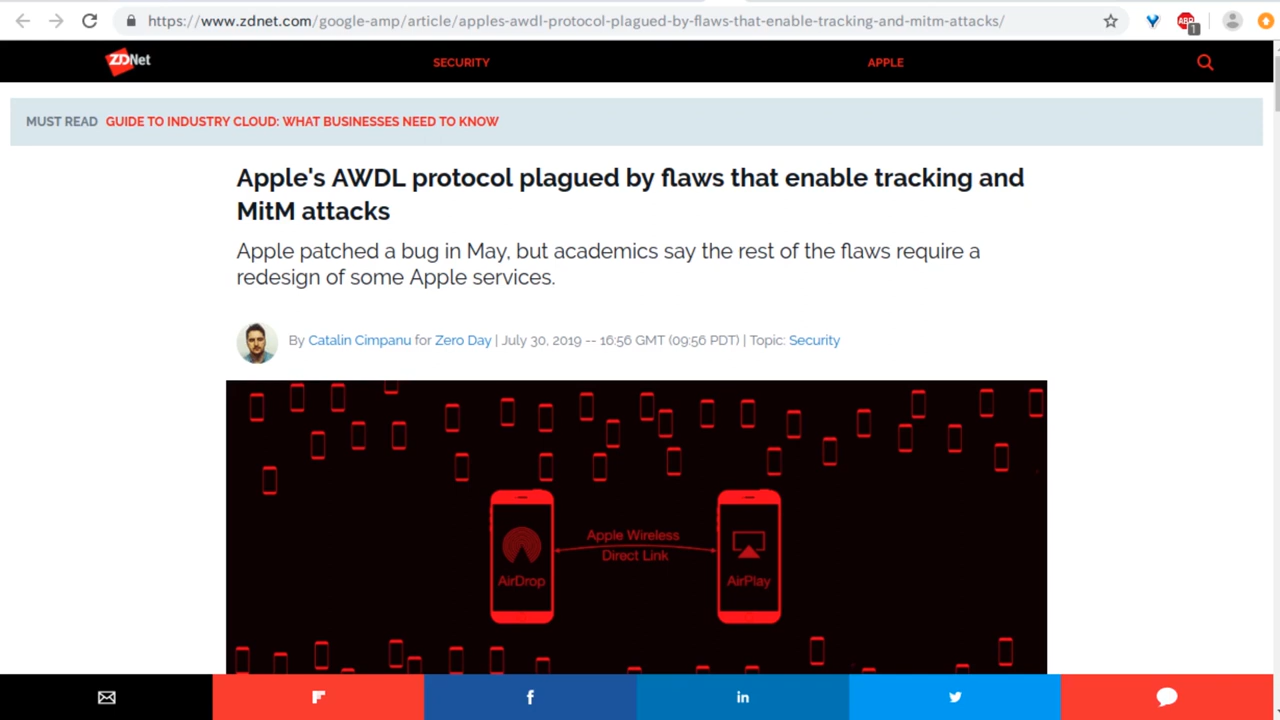 https://www.zdnet.com/google-amp/article/apples-awdl-protocol-plagued-by-flaws-that-enable-tracking-and-mitm-attacks/
ABP
1
ZDNet
SECURITY
APPLE
MUST READ GUIDE TO INDUSTRY CLOUD: WHAT BUSINESSES NEED TO KNOW
Apple's AWDL protocol plagued by flaws that enable tracking and
MitM attacks
Apple patched a bug in May, but academics say the rest of the flaws require a
redesign of some Apple services.
By Catalin Cimpanu for Zero Day | July 30, 2019 -- 16:56 GMT (09:56 PDT) | Topic: Security
Apple Wireless
Direct Link
AirDrop
AirPlay
f
in